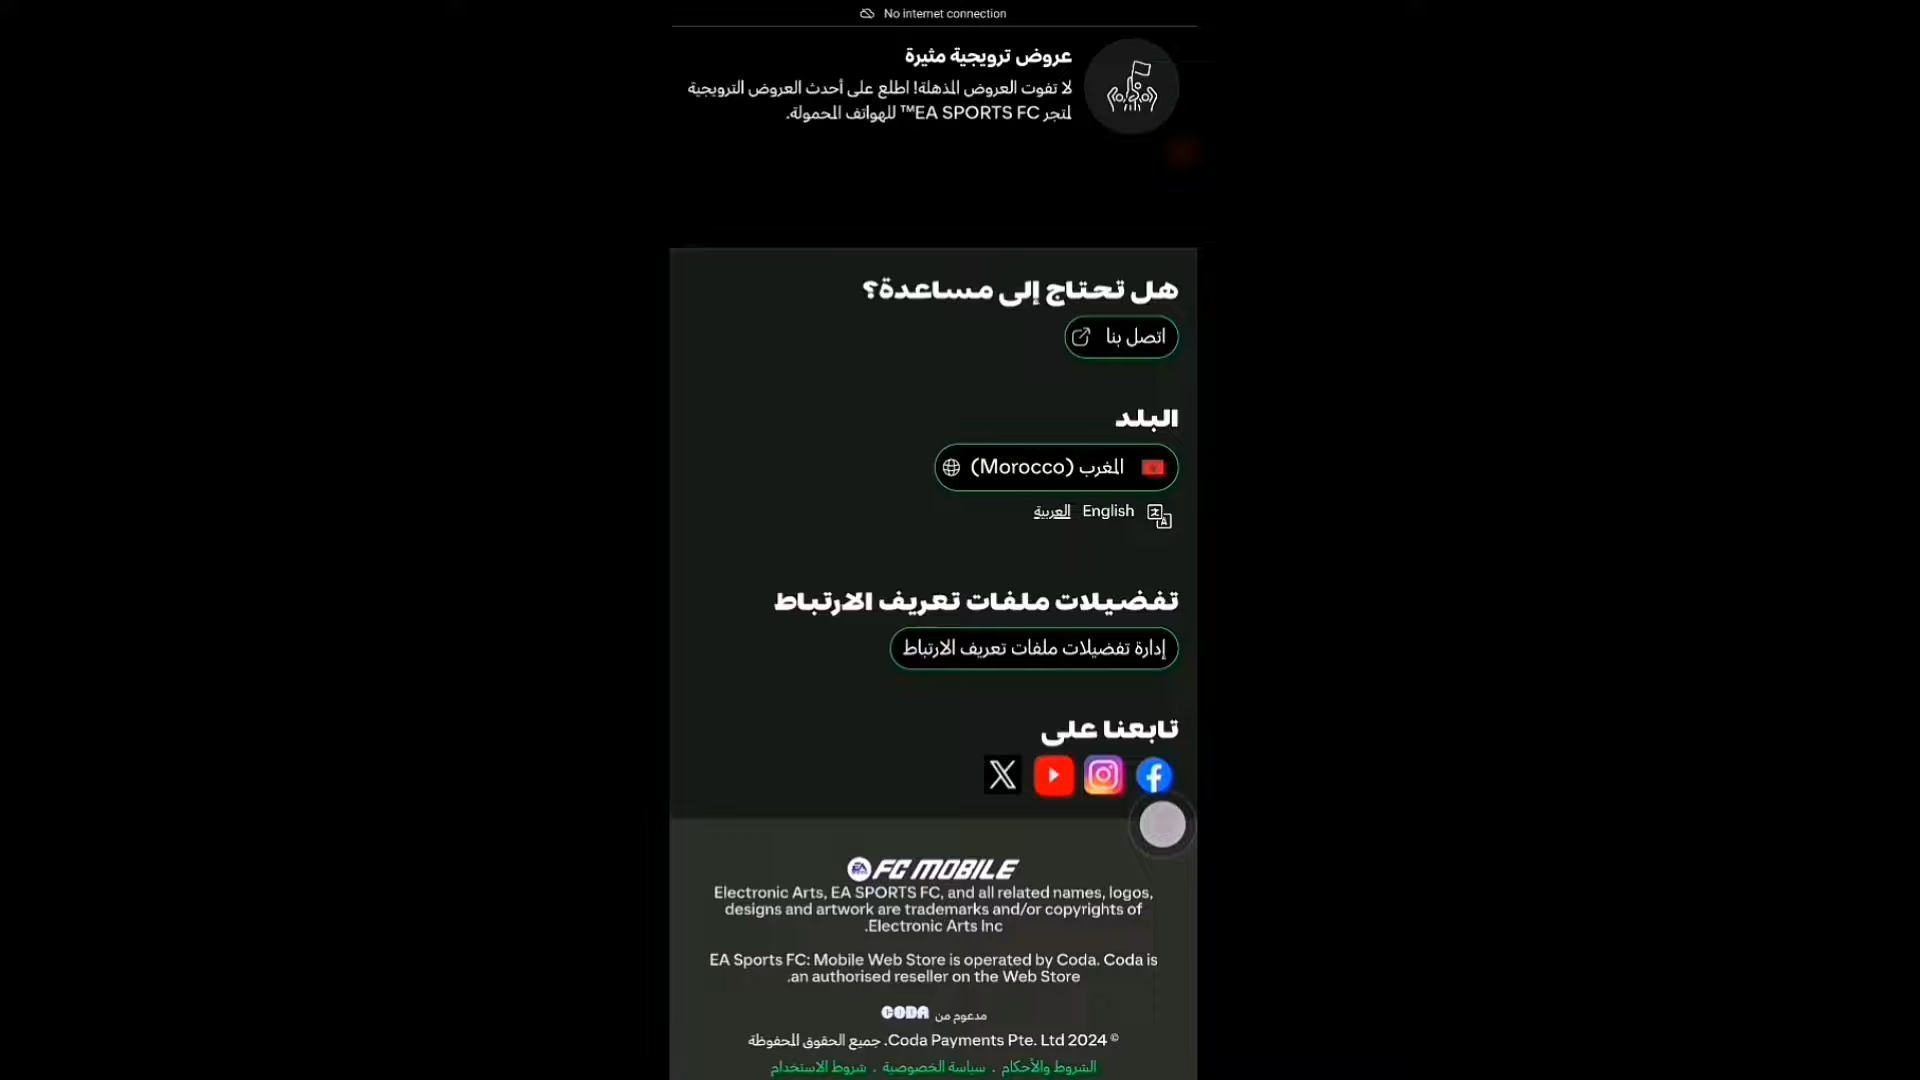 No internet connection
عروض ترويجية مثيرة
لا تفوت العروض المذهلة! اطلع على أحدث العروض الترويجية
لمتجر EA SPORTS FC™ للهواتف المحمولة.
هل تحتاج إلى مساعدة؟
اتصل بنا
البلد
المغرب (Morocco)
English العربية
تفضيلات ملفات تعريف الارتباط
إدارة تفضيلات ملفات تعريف الارتباط
تابعنا على
EA SPORTS FC MOBILE
Electronic Arts, EA SPORTS FC, and all related names, logos,
designs and artwork are trademarks and/or copyrights of
.Electronic Arts Inc
EA Sports FC: Mobile Web Store is operated by Coda. Coda is
.an authorised reseller on the Web Store
مدعوم من CODA
© Coda Payments Pte. Ltd 2024. جميع الحقوق المحفوظة
الشروط والأحكام . سياسة الخصوصية . شروط الاستخدام